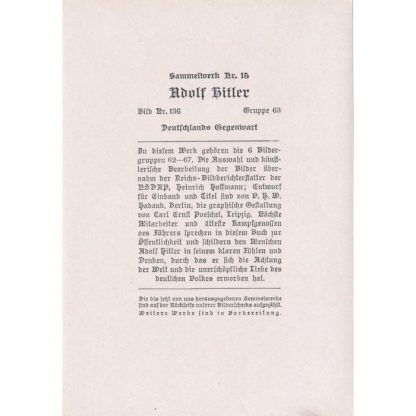 Sammelwerk Nr. 15
Adolf Hitler
Bild Nr. 136 Gruppe 63
Deutschlands Gegenwart
Zu diesem Werk gehören die 6 Bilder-
gruppen 62–67. Die Auswahl und künst-
lerische Bearbeitung der Bilder über-
nahm der Reichs-Bildberichterstatter der
NSDAP, Heinrich Hoffmann; Entwurf
für Einband und Titel sind von O. H. W.
Hadank, Berlin, die graphische Gestaltung
von Carl Ernst Poeschel, Leipzig. Nächste
Mitarbeiter und älteste Kampfgenossen
des Führers sprechen in diesem Buch zur
Öffentlichkeit und schildern den Menschen
Adolf Hitler in seinem klaren Fühlen und
Denken, durch das er sich die Achtung
der Welt und die unerschöpfliche Liebe des
deutschen Volkes erworben hat.
Die bis jetzt von uns herausgegebenen Sammelwerke
sind auf der Rückseite unserer Bilderschecks aufgezählt.
Weitere Werke sind in Vorbereitung.